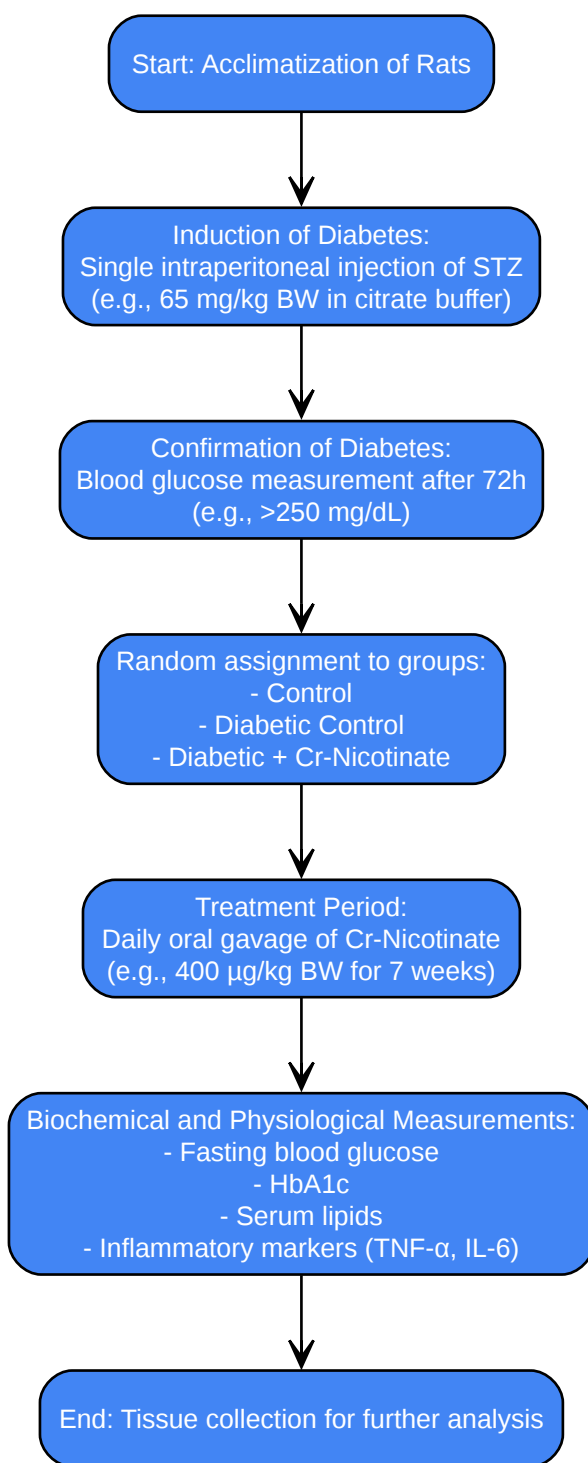 Start: Acclimatization of Rats
Induction of Diabetes:
Single intraperitoneal injection of STZ
(e.g., 65 mg/kg BW in citrate buffer)
Confirmation of Diabetes:
Blood glucose measurement after 72h
(e.g., >250 mg/dL)
Random assignment to groups:
- Control
- Diabetic Control
- Diabetic + Cr-Nicotinate
Treatment Period:
Daily oral gavage of Cr-Nicotinate
(e.g., 400 µg/kg BW for 7 weeks)
Biochemical and Physiological Measurements:
- Fasting blood glucose
- HbA1c
- Serum lipids
- Inflammatory markers (TNF-α, IL-6)
End: Tissue collection for further analysis